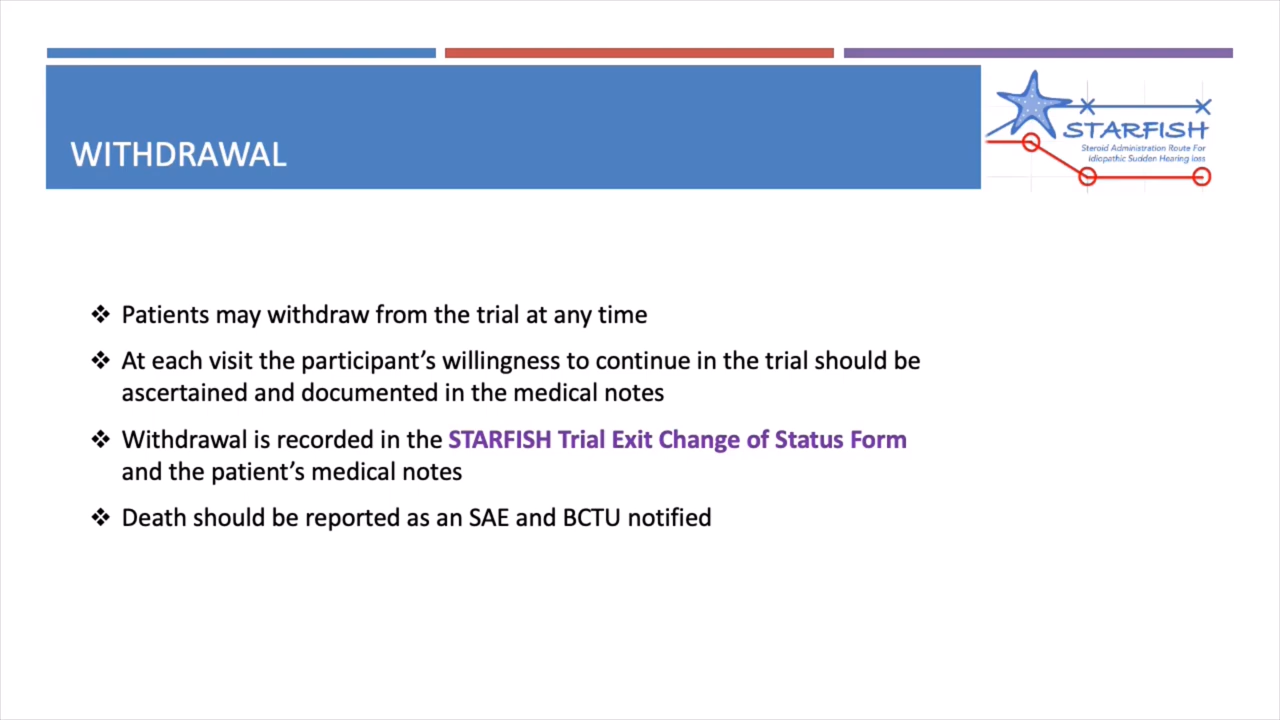 WITHDRAWAL
STARFISH
Steroid Administration Route For
Idiopathic Sudden Hearing loss
❖ Patients may withdraw from the trial at any time
❖ At each visit the participant’s willingness to continue in the trial should be
ascertained and documented in the medical notes
❖ Withdrawal is recorded in the STARFISH Trial Exit Change of Status Form
and the patient’s medical notes
❖ Death should be reported as an SAE and BCTU notified